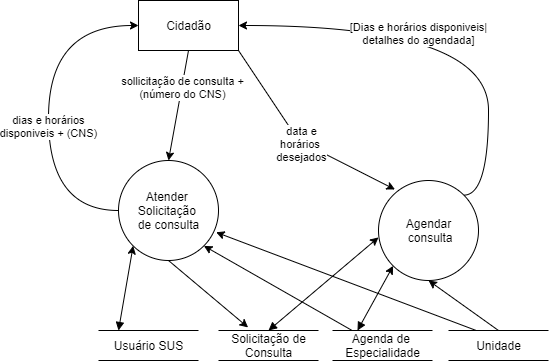 Cidadão
[Dias e horários disponiveis|
detalhes do agendada]
sollicitação de consulta +
(número do CNS)
dias e horários
disponiveis + (CNS)
data e
horários
desejados
Atender
Solicitação
de consulta
Agendar
consulta
Usuário SUS
Solicitação de
Consulta
Agenda de
Especialidade
Unidade